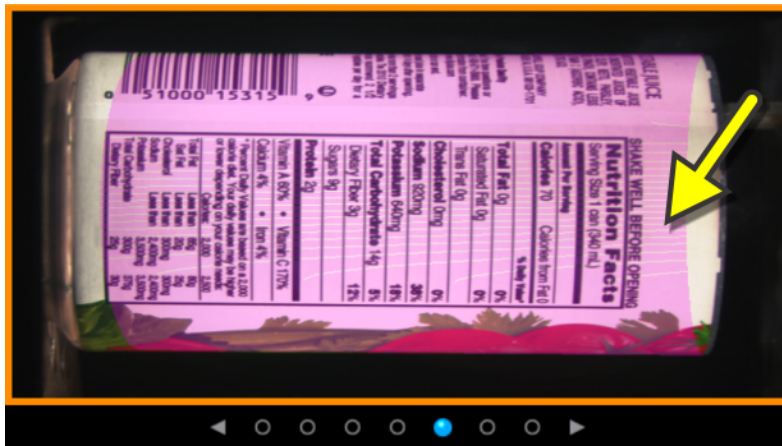 SHAKE WELL BEFORE OPENING
Nutrition Facts
Serving Size 1 can (340 mL)
Amount Per Serving
Calories 70 Calories from Fat 0
% Daily Value*
Total Fat 0g 0%
Saturated Fat 0g 0%
Trans Fat 0g
Cholesterol 0mg 0%
Sodium 920mg 38%
Potassium 640mg 18%
Total Carbohydrate 14g 5%
Dietary Fiber 3g 12%
Sugars 9g
Protein 2g
Vitamin A 60% • Vitamin C 170%
Calcium 4% • Iron 4%
* Percent Daily Values are based on a 2,000
calorie diet. Your daily values may be higher
or lower depending on your calorie needs:
Calories: 2,000 2,500
Total Fat Less than 65g 80g
Sat Fat Less than 20g 25g
Cholesterol Less than 300mg 300mg
Sodium Less than 2,400mg 2,400mg
Potassium 3,500mg 3,500mg
Total Carbohydrate 300g 375g
Dietary Fiber 25g 30g
0 51000 15315 9